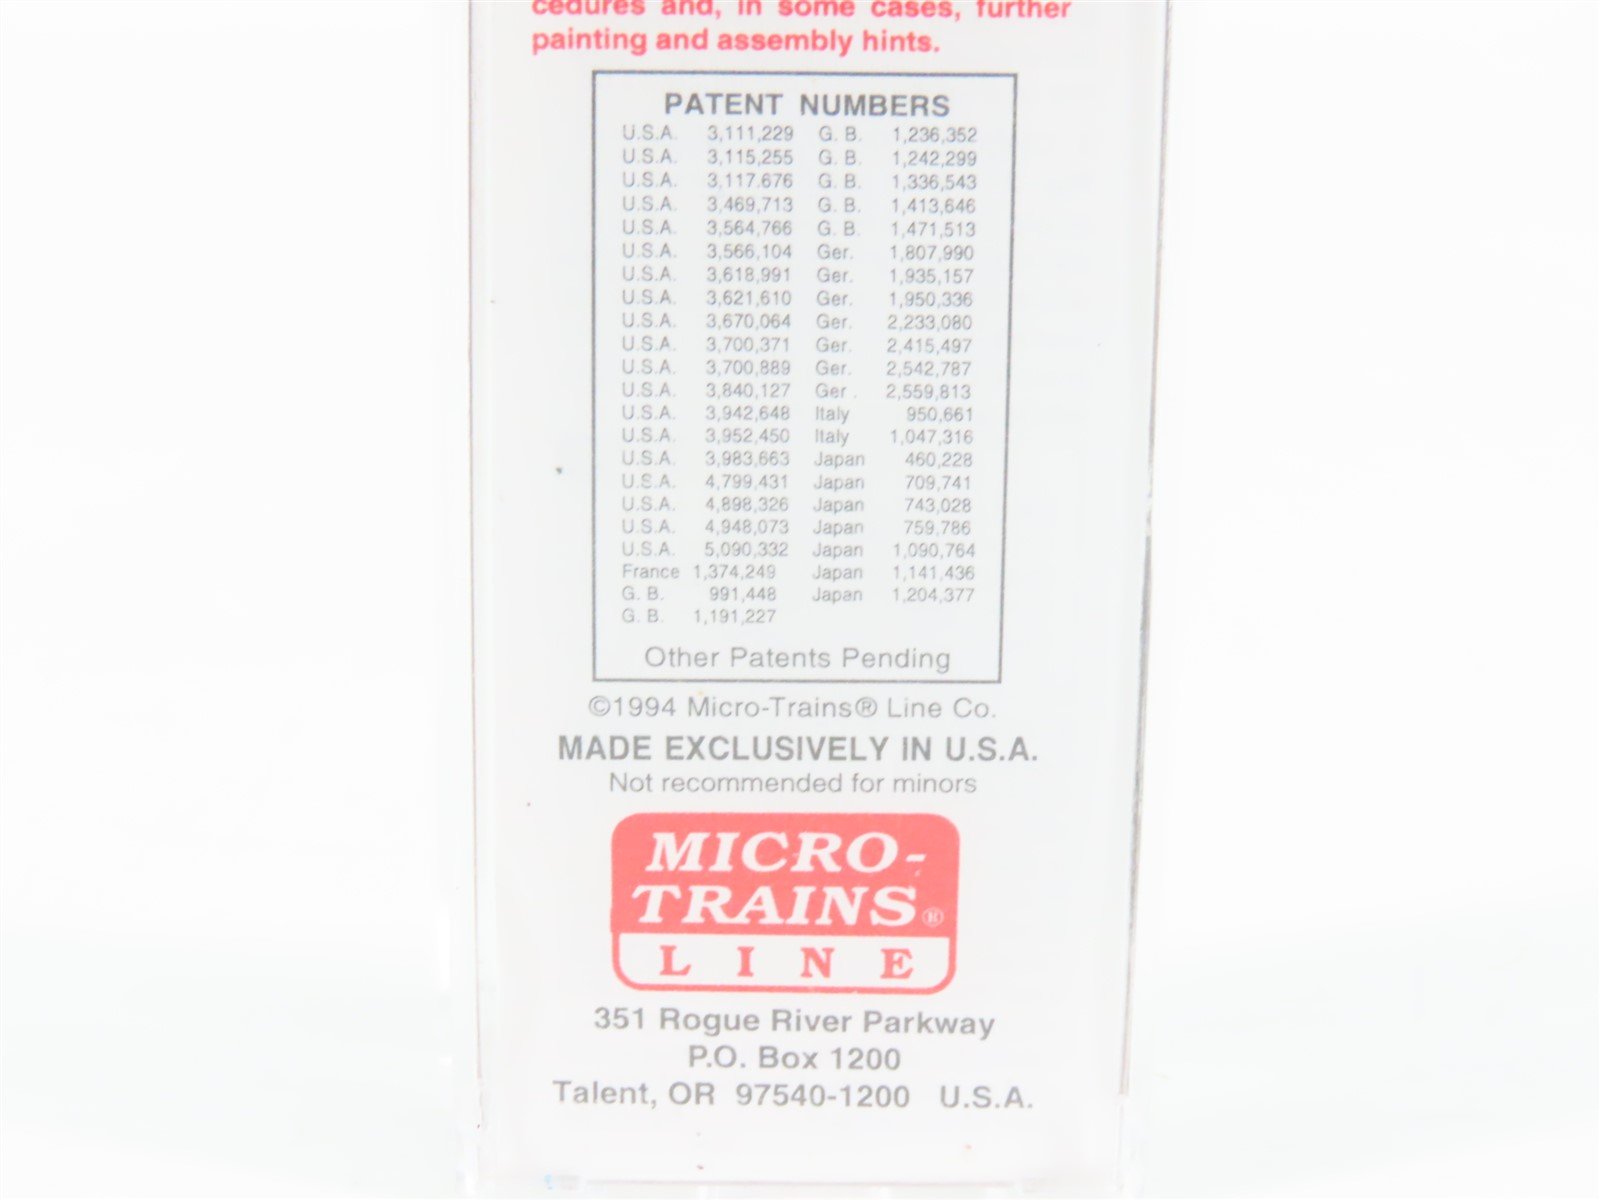 cedures and, in some cases, further
painting and assembly hints.
PATENT NUMBERS
U.S.A. 3,111,229 G. B. 1,236,352
U.S.A. 3,115,255 G. B. 1,242,299
U.S.A. 3,117.676 G. B. 1,336,543
U.S.A. 3,469,713 G. B. 1,413,646
U.S.A. 3,564,766 G. B. 1,471,513
U.S.A. 3,566,104 Ger. 1,807,990
U.S.A. 3,618,991 Ger. 1,935,157
U.S.A. 3,621,610 Ger. 1,950,336
U.S.A. 3,670,064 Ger. 2,233,080
U.S.A. 3,700,371 Ger. 2,415,497
U.S.A. 3,700,889 Ger. 2,542,787
U.S.A. 3,840,127 Ger . 2,559,813
U.S.A. 3,942,648 Italy 950,661
U.S.A. 3,952,450 Italy 1,047,316
U.S.A. 3,983,663 Japan 460,228
U.S.A. 4,799,431 Japan 709,741
U.S.A. 4,898,326 Japan 743,028
U.S.A. 4,948,073 Japan 759,786
U.S.A. 5,090,332 Japan 1,090,764
France 1,374,249 Japan 1,141,436
G. B. 991,448 Japan 1,204,377
G. B. 1,191,227
Other Patents Pending
©1994 Micro-Trains® Line Co.
MADE EXCLUSIVELY IN U.S.A.
Not recommended for minors
MICRO-
TRAINS®
LINE
351 Rogue River Parkway
P.O. Box 1200
Talent, OR 97540-1200 U.S.A.